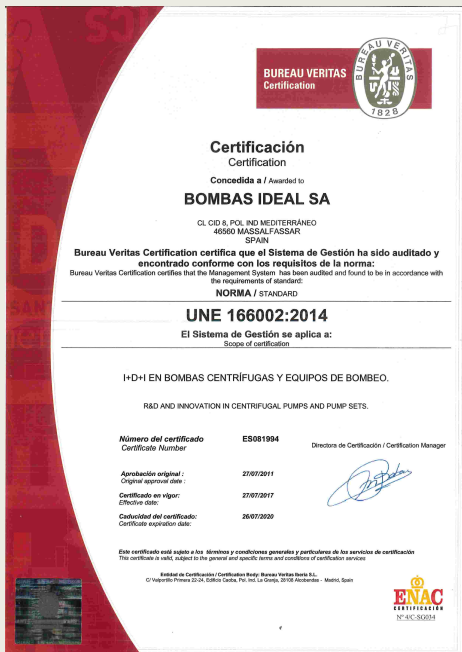 BUREAU VERITAS
Certification
BUREAU VERITAS
1828
Certificación
Certification
Concedida a / Awarded to
BOMBAS IDEAL SA
CL CID 8, POL IND MEDITERRÁNEO
46560 MASSALFASSAR
SPAIN
Bureau Veritas Certification certifica que el Sistema de Gestión ha sido auditado y
encontrado conforme con los requisitos de la norma:
Bureau Veritas Certification certifies that the Management System has been audited and found to be in accordance with
the requirements of standard:
NORMA / STANDARD
UNE 166002:2014
El Sistema de Gestión se aplica a:
Scope of certification
I+D+I EN BOMBAS CENTRÍFUGAS Y EQUIPOS DE BOMBEO.
R&D AND INNOVATION IN CENTRIFUGAL PUMPS AND PUMP SETS.
Número del certificado ES081994
Certificate Number
Directora de Certificación / Certification Manager
Aprobación original : 27/07/2011
Original approval date :
Certificado en vigor: 27/07/2017
Effective date:
Caducidad del certificado: 26/07/2020
Certificate expiration date:
Este certificado está sujeto a los términos y condiciones generales y particulares de los servicios de certificación
This certificate is valid, subject to the general and specific terms and conditions of certification services
Entidad de Certificación / Certification Body: Bureau Veritas Iberia S.L.
C/ Valportillo Primera 22-24, Edificio Caoba, Pol. Ind. La Granja, 28108 Alcobendas - Madrid, Spain
ENAC
CERTIFICACIÓN
Nº 4/C-SG034